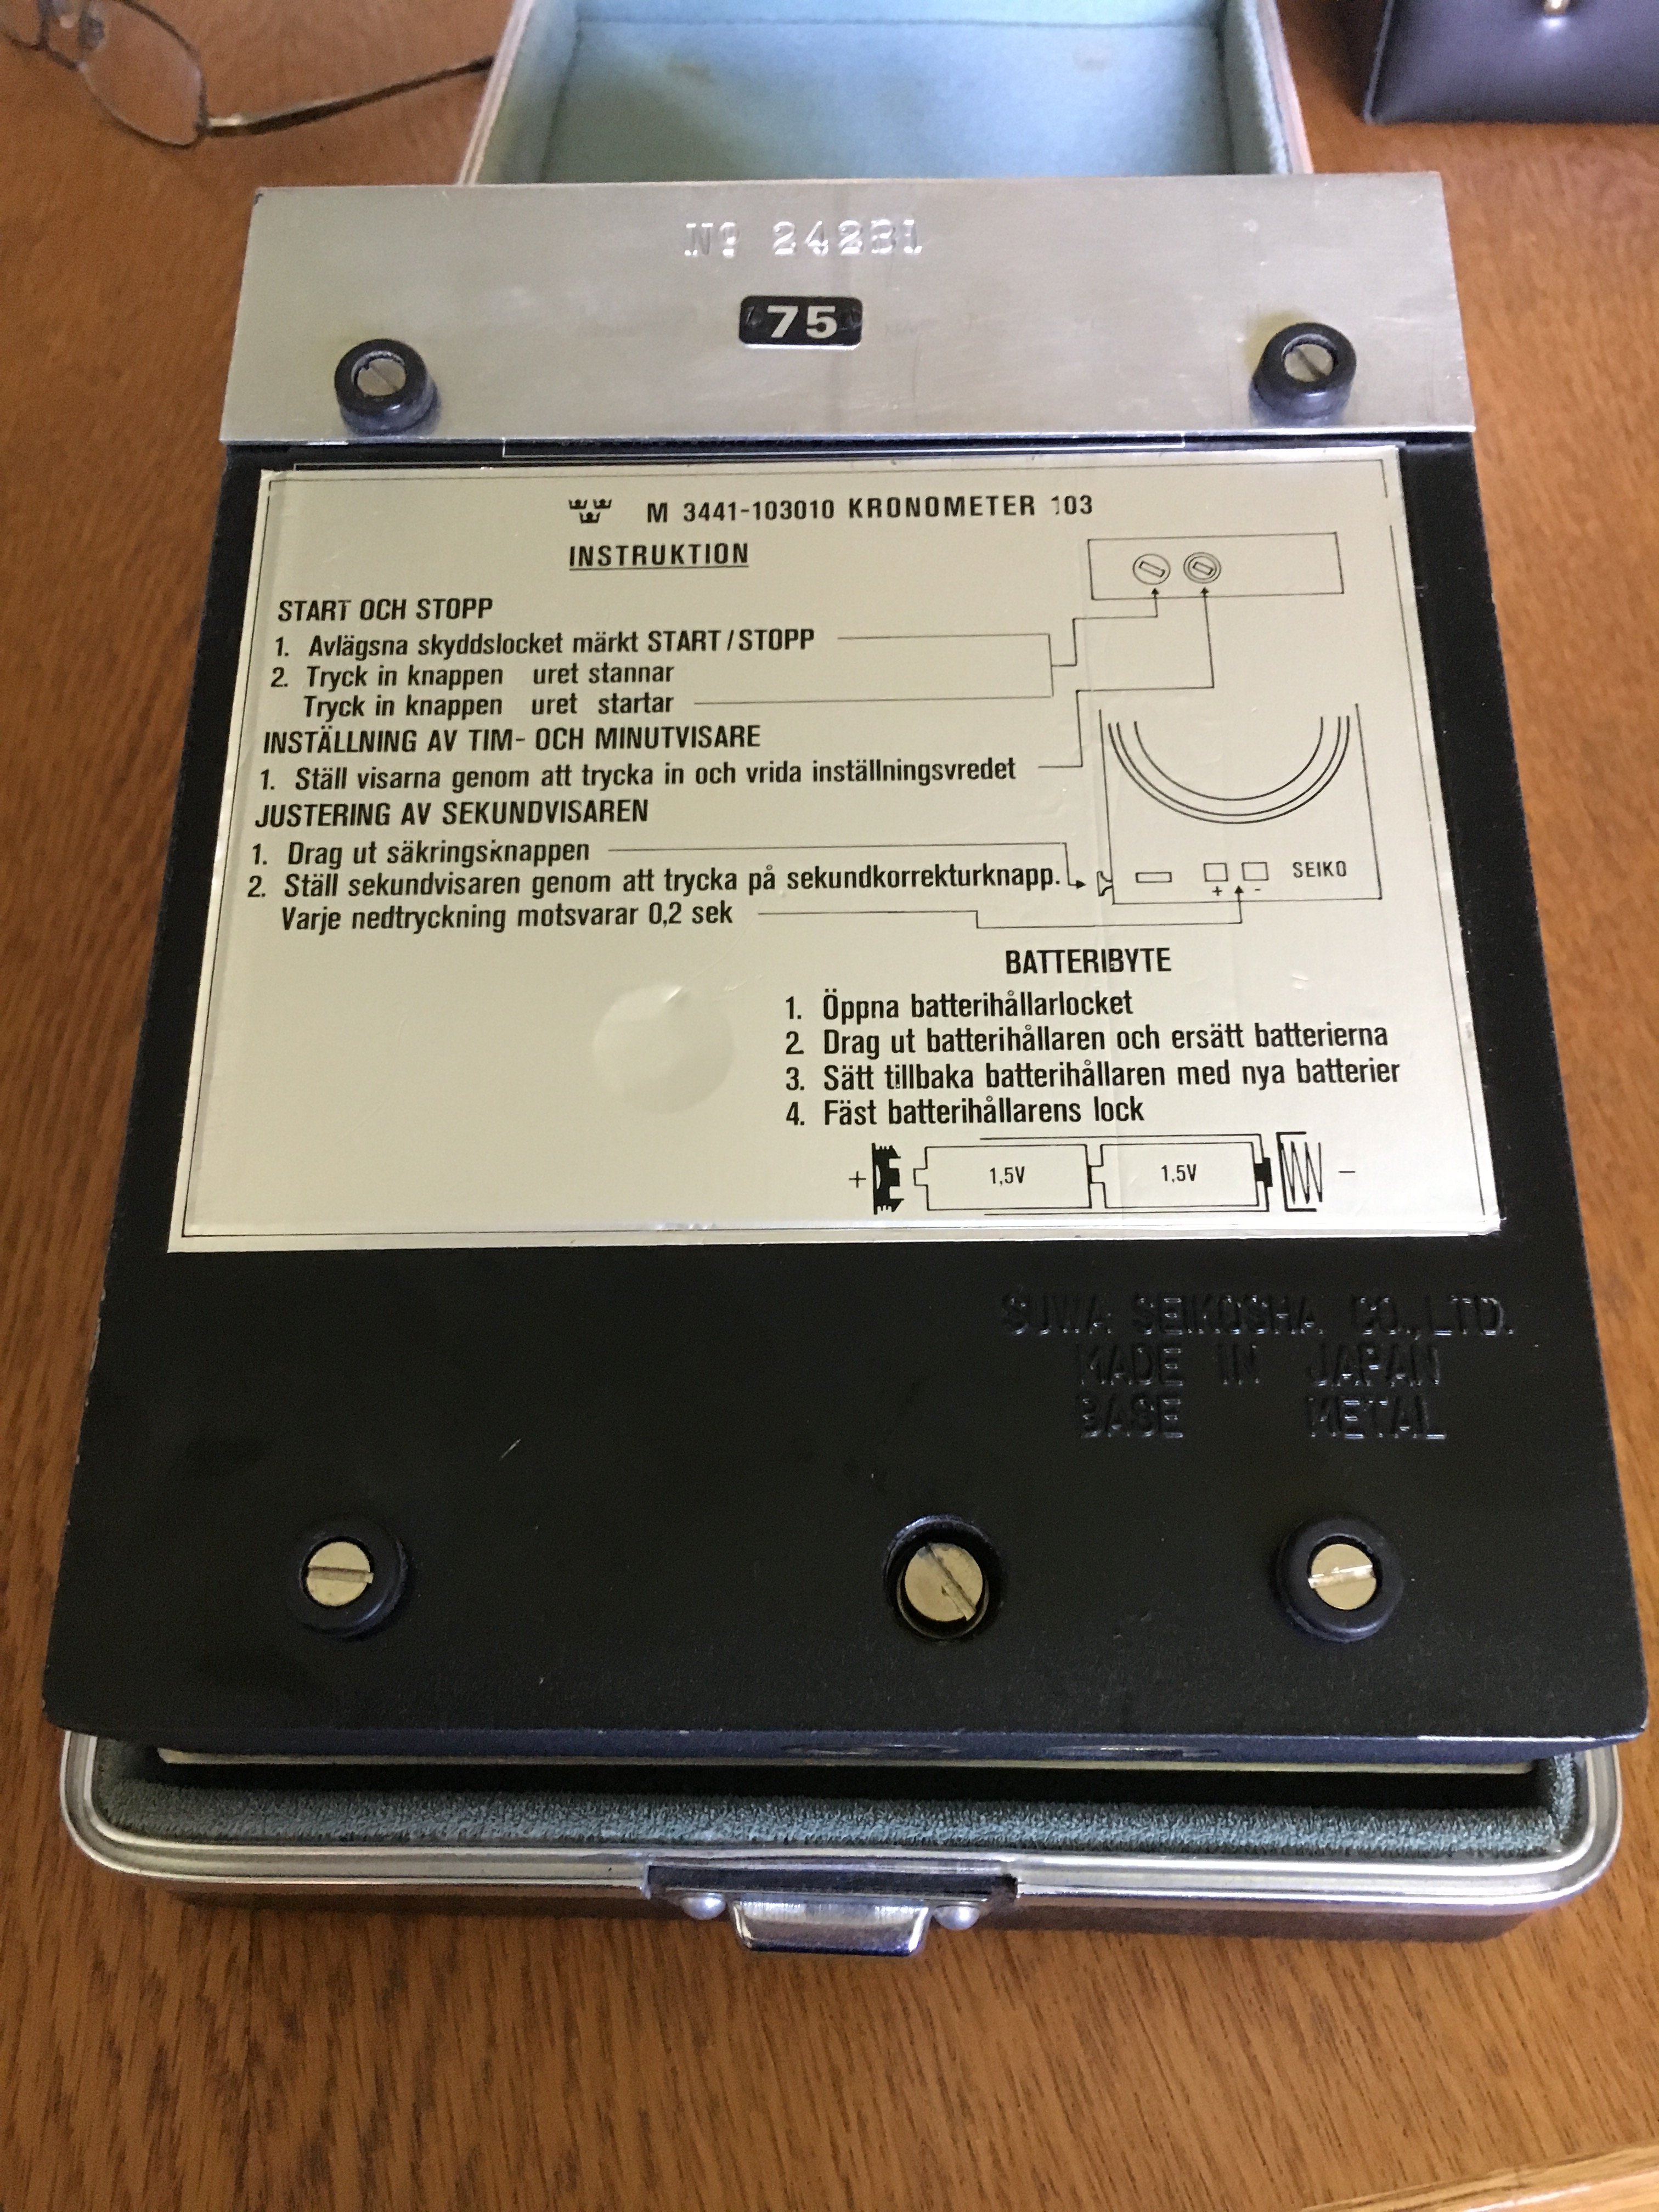 Nº 24231
75
M 3441-103010 KRONOMETER 103
INSTRUKTION
START OCH STOPP
1. Avlägsna skyddslocket märkt START/STOPP
2. Tryck in knappen uret stannar
Tryck in knappen uret startar
INSTÄLLNING AV TIM- OCH MINUTVISARE
1. Ställ visarna genom att trycka in och vrida inställningsvredet
JUSTERING AV SEKUNDVISAREN
1. Drag ut säkringsknappen
2. Ställ sekundvisaren genom att trycka på sekundkorrekturknapp.
Varje nedtryckning motsvarar 0,2 sek
SEIKO
+ -
BATTERIBYTE
1. Öppna batterihållarlocket
2. Drag ut batterihållaren och ersätt batterierna
3. Sätt tillbaka batterihållaren med nya batterier
4. Fäst batterihållarens lock
+ 1,5V 1,5V -
SUWA SEIKOSHA CO., LTD.
MADE IN JAPAN
BASE METAL